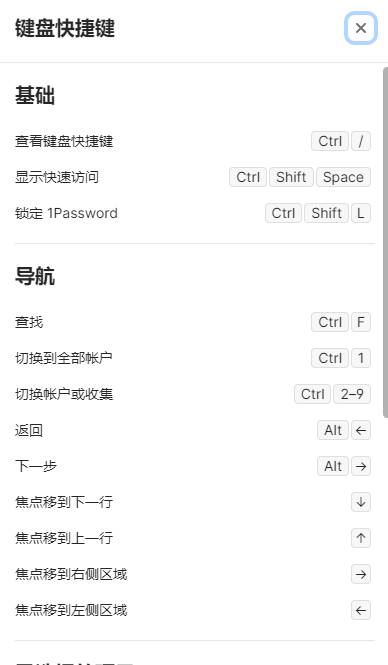 键盘快捷键
基础
查看键盘快捷键 Ctrl /
显示快速访问 Ctrl Shift Space
锁定 1Password Ctrl Shift L
导航
查找 Ctrl F
切换到全部帐户 Ctrl 1
切换帐户或收集 Ctrl 2–9
返回 Alt ←
下一步 Alt →
焦点移到下一行 ↓
焦点移到上一行 ↑
焦点移到右侧区域 →
焦点移到左侧区域 ←